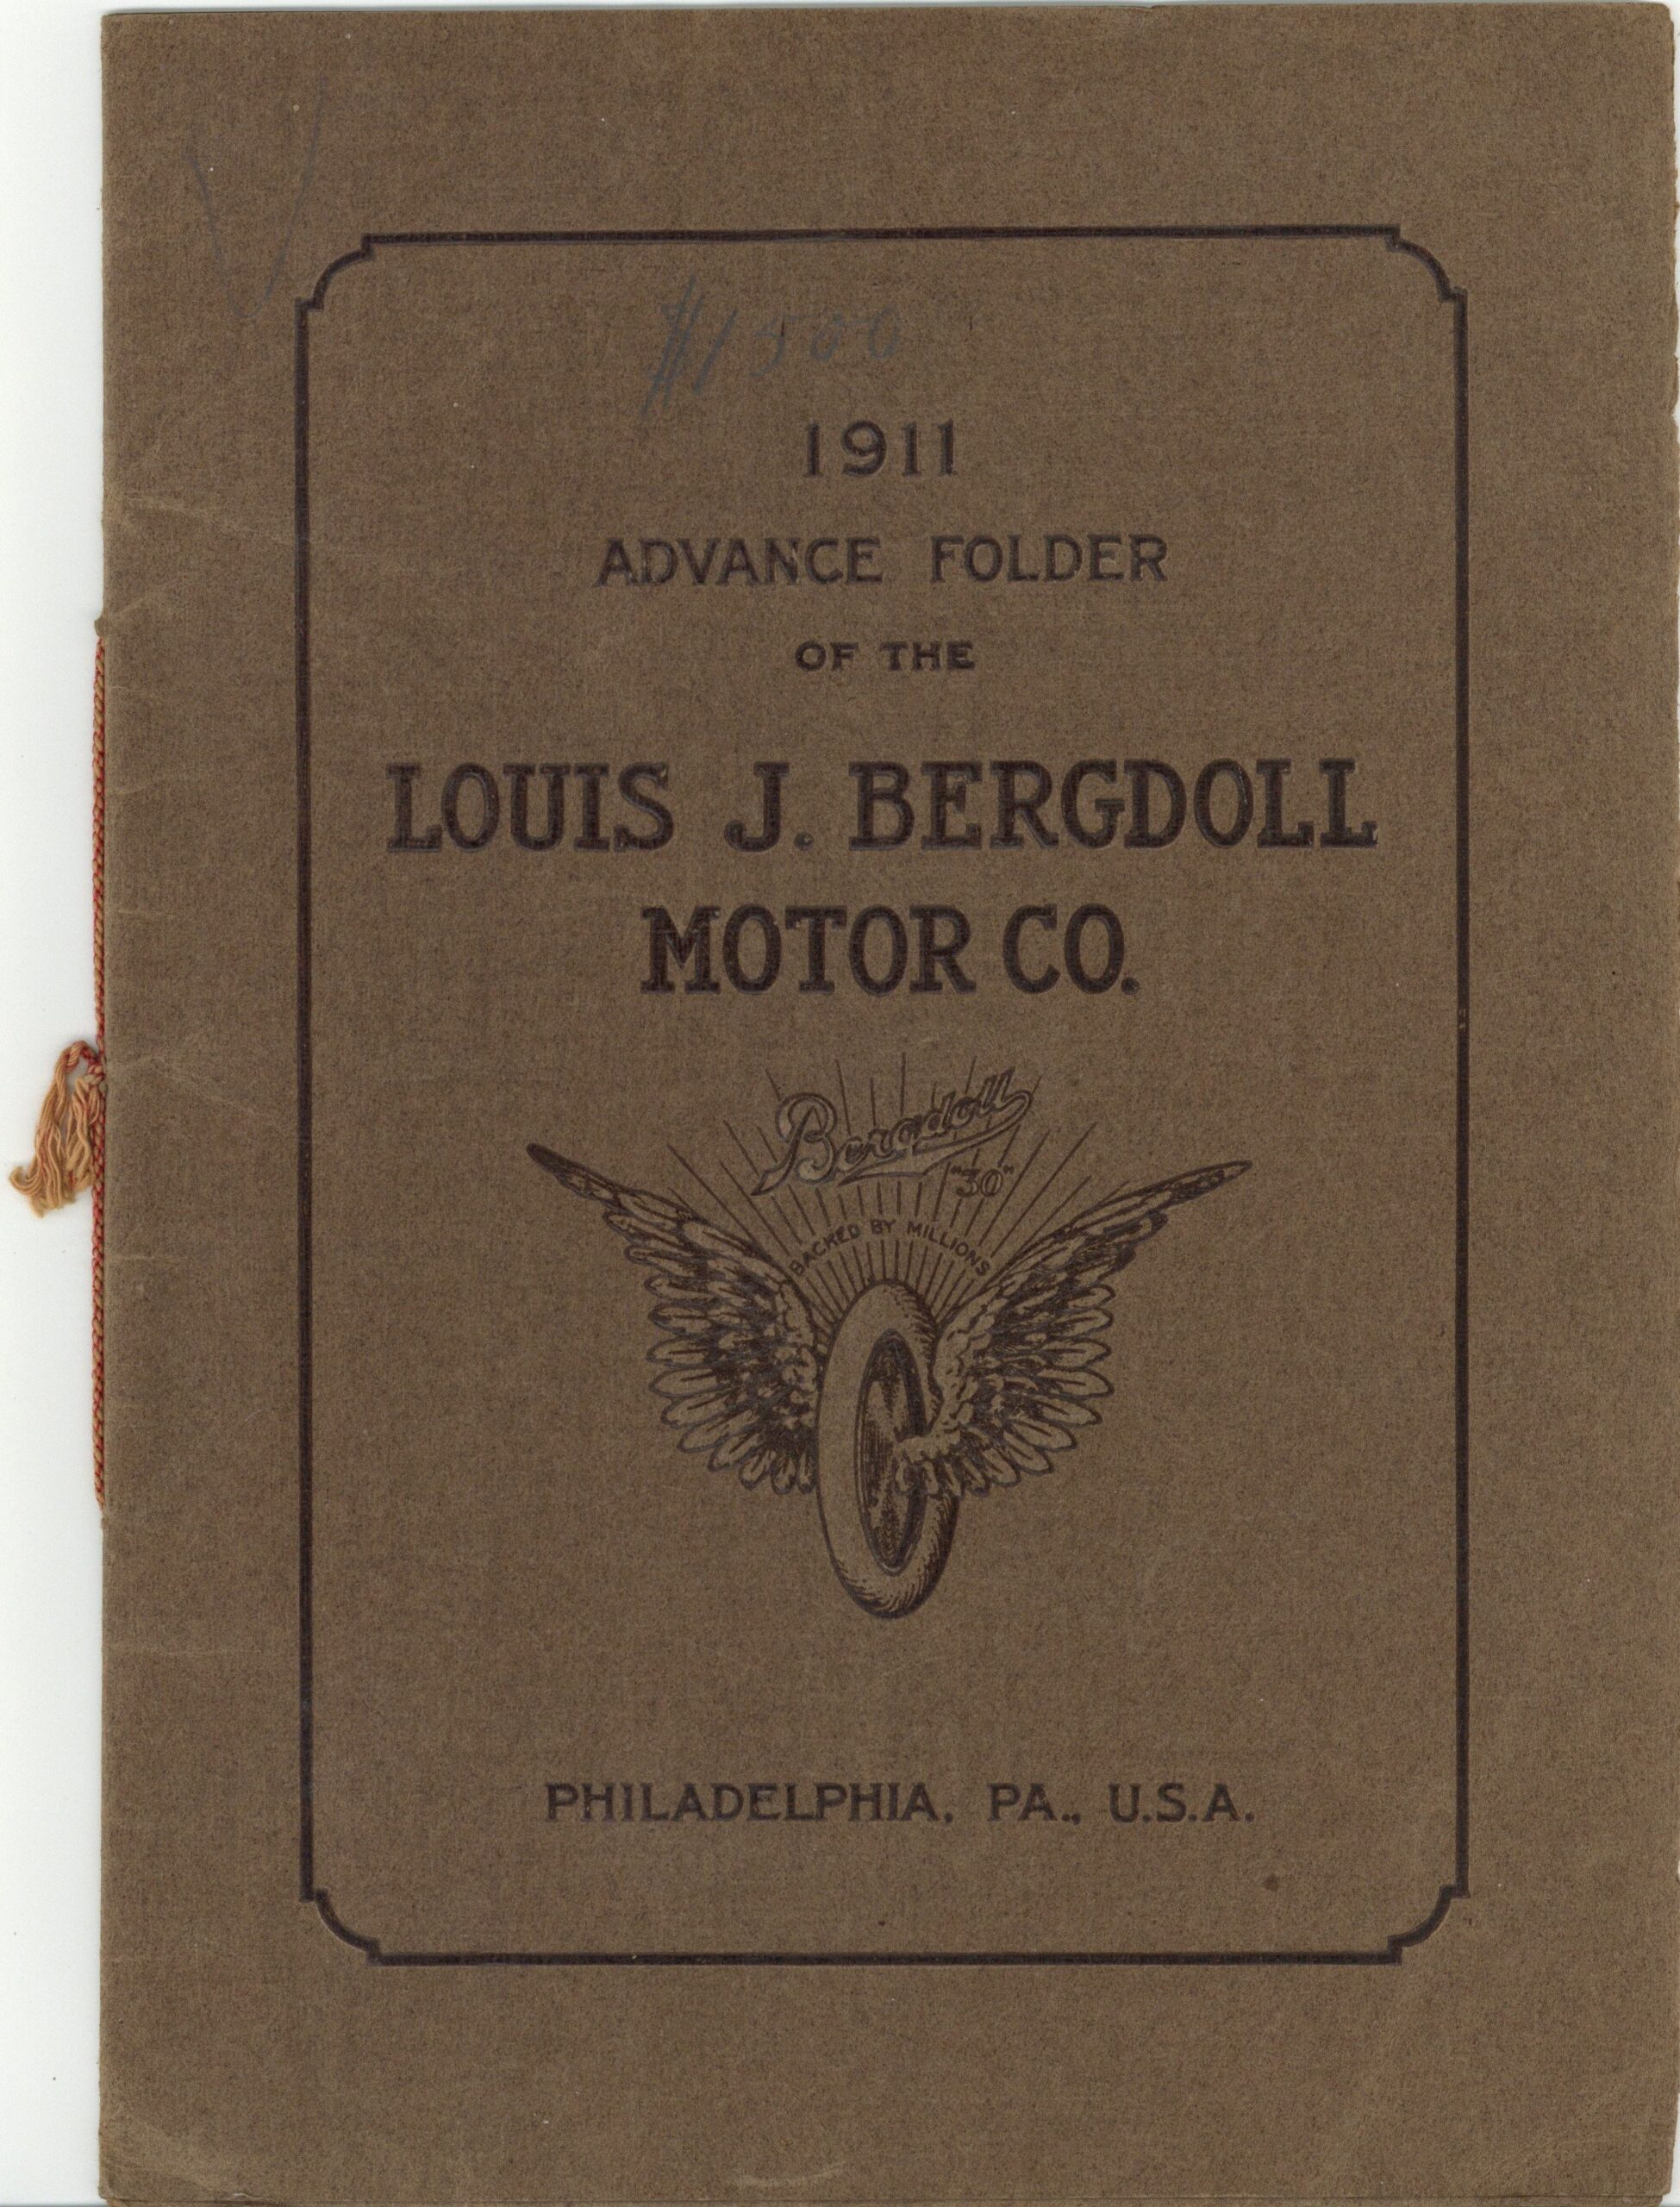 $1500
1911
ADVANCE FOLDER
OF THE
LOUIS J. BERGDOLL
MOTOR CO.
Bergdoll
"30"
BACKED BY MILLIONS
PHILADELPHIA, PA., U.S.A.